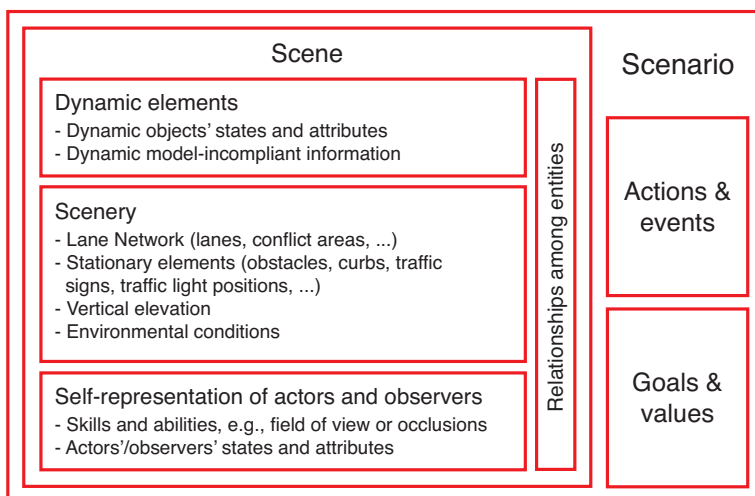 Scene
Dynamic elements
- Dynamic objects' states and attributes
- Dynamic model-incompliant information
Scenery
- Lane Network (lanes, conflict areas, ...)
- Stationary elements (obstacles, curbs, traffic
signs, traffic light positions, ...)
- Vertical elevation
- Environmental conditions
Self-representation of actors and observers
- Skills and abilities, e.g., field of view or occlusions
- Actors'/observers' states and attributes
Relationships among entities
Scenario
Actions &
events
Goals &
values